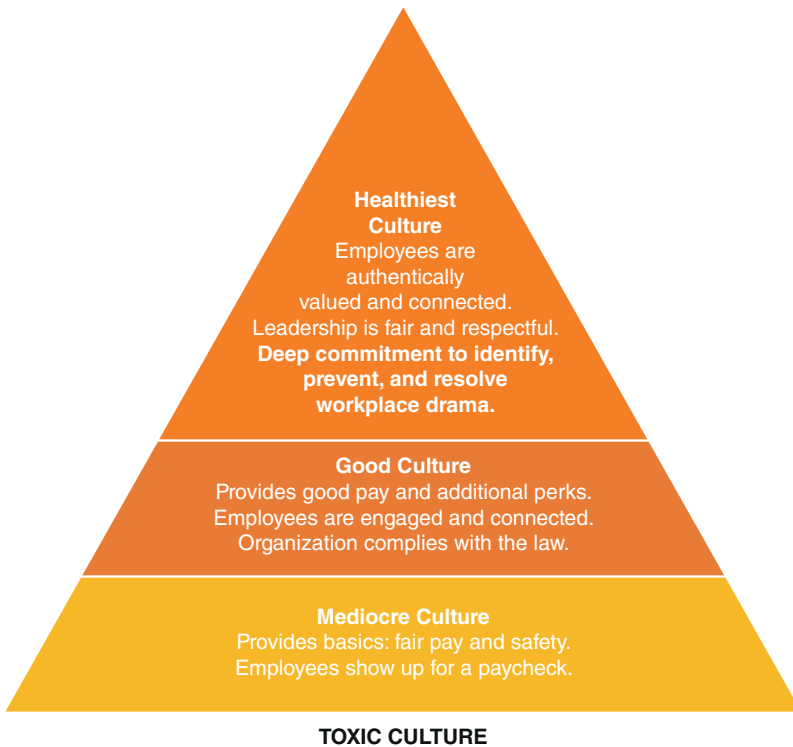 Healthiest
Culture
Employees are
authentically
valued and connected.
Leadership is fair and respectful.
Deep commitment to identify,
prevent, and resolve
workplace drama.
Good Culture
Provides good pay and additional perks.
Employees are engaged and connected.
Organization complies with the law.
Mediocre Culture
Provides basics: fair pay and safety.
Employees show up for a paycheck.
TOXIC CULTURE